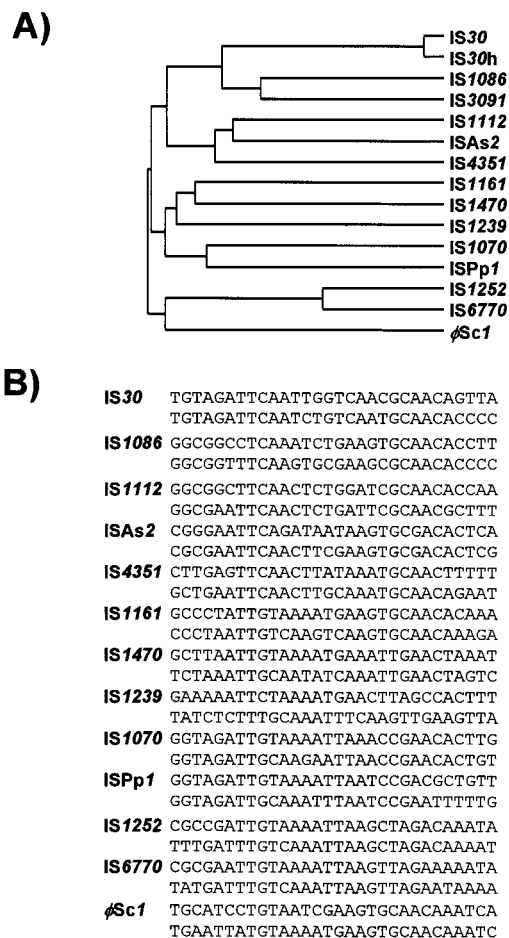 A)
IS30
IS30h
IS1086
IS3091
IS1112
ISAs2
IS4351
IS1161
IS1470
IS1239
IS1070
ISPp1
IS1252
IS6770
ϕSc1
B)
IS30 TGTAGATTCAATTGGTCAACGCAACAGTTA
TGTAGATTCAATCTGTCAATGCAACACCCC
IS1086 GGCGGCCTCAAATCTGAAGTGCAACACCTT
GGCGGTTTCAAGTGCGAAGCGCAACACCCC
IS1112 GGCGGCTTCAACTCTGGATCGCAACACCAA
GGCGAATTCAACTCTGATTCGCAACGCTTT
ISAs2 CGGGAATTCAGATAATAAGTGCGACACTCA
CGCGAATTCAACTTCGAAGTGCGACACTCG
IS4351 CTTGAGTTCAACTTATAAATGCAACTTTTT
GCTGAATTCAACTTGCAAATGCAACAGAAT
IS1161 GCCCTATTGTAAAATGAAGTGCAACACAAA
CCCTAATTGTCAAGTCAAGTGCAACAAAGA
IS1470 GCTTAATTGTAAAATGAAATTGAACTAAAT
TCTAAATTGCAATATCAAATTGAACTAGTC
IS1239 GAAAAATTCTAAAATGAACTTAGCCACTTT
TATCTCTTTGCAAATTTCAAGTTGAAGTTA
IS1070 GGTAGATTGTAAAATTAAACCGAACACTTG
GGTAGATTGCAAGAATTAACCGAACACTGT
ISPp1 GGTAGATTGTAAAATTAATCCGACGCTGTT
GGTAGATTGCAAATTTAATCCGAATTTTTG
IS1252 CGCCGATTGTAAAATTAAGCTAGACAAATA
TTTGATTTGTCAAATTAAGCTAGACAAAAT
IS6770 CGCGAATTGTAAAATTAAGTTAGAAAAATA
TATGATTTGTCAAATTAAGTTAGAATAAAA
ϕSc1 TGCATCCTGTAATCGAAGTGCAACAAATCA
TGAATTATGTAAAATGAAGTGCAACAAATC